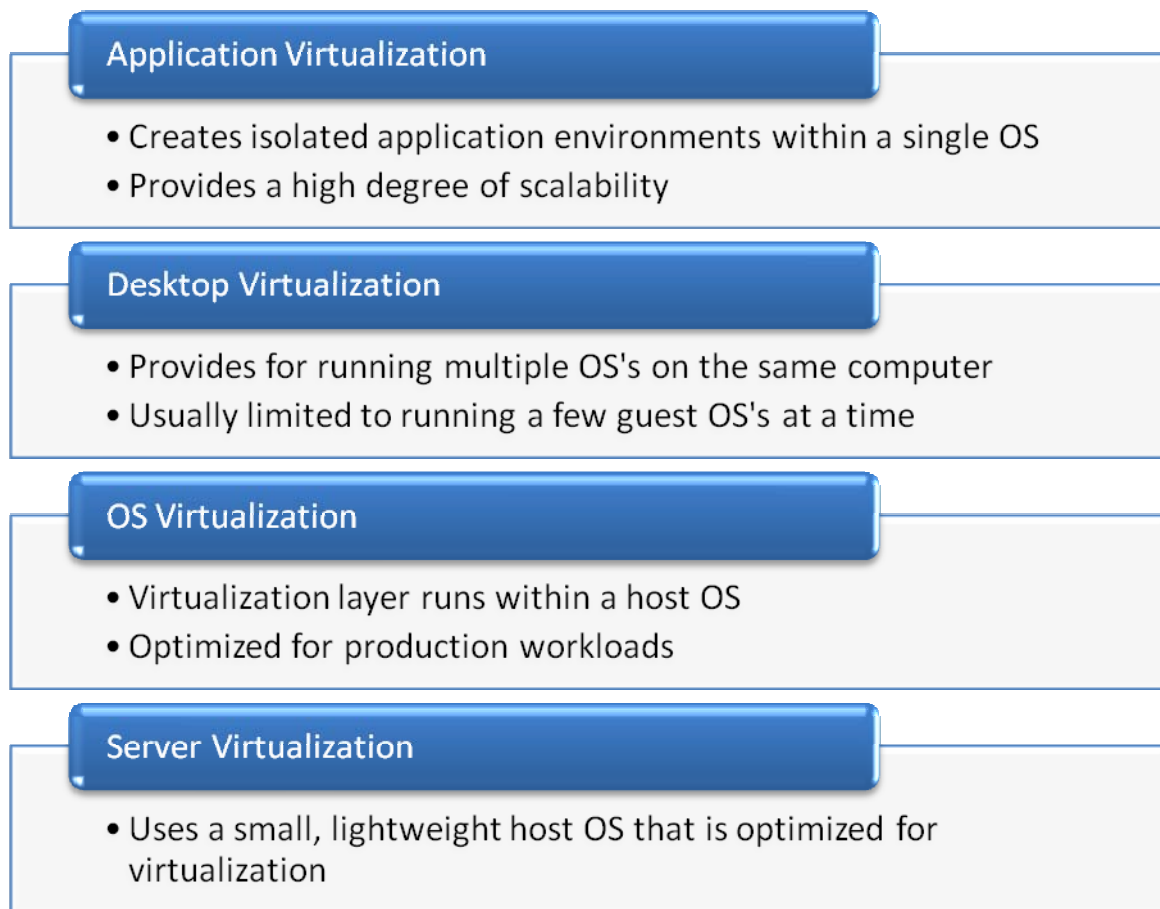 Application Virtualization
• Creates isolated application environments within a single OS
• Provides a high degree of scalability
Desktop Virtualization
• Provides for running multiple OS's on the same computer
• Usually limited to running a few guest OS's at a time
OS Virtualization
• Virtualization layer runs within a host OS
• Optimized for production workloads
Server Virtualization
• Uses a small, lightweight host OS that is optimized for
virtualization